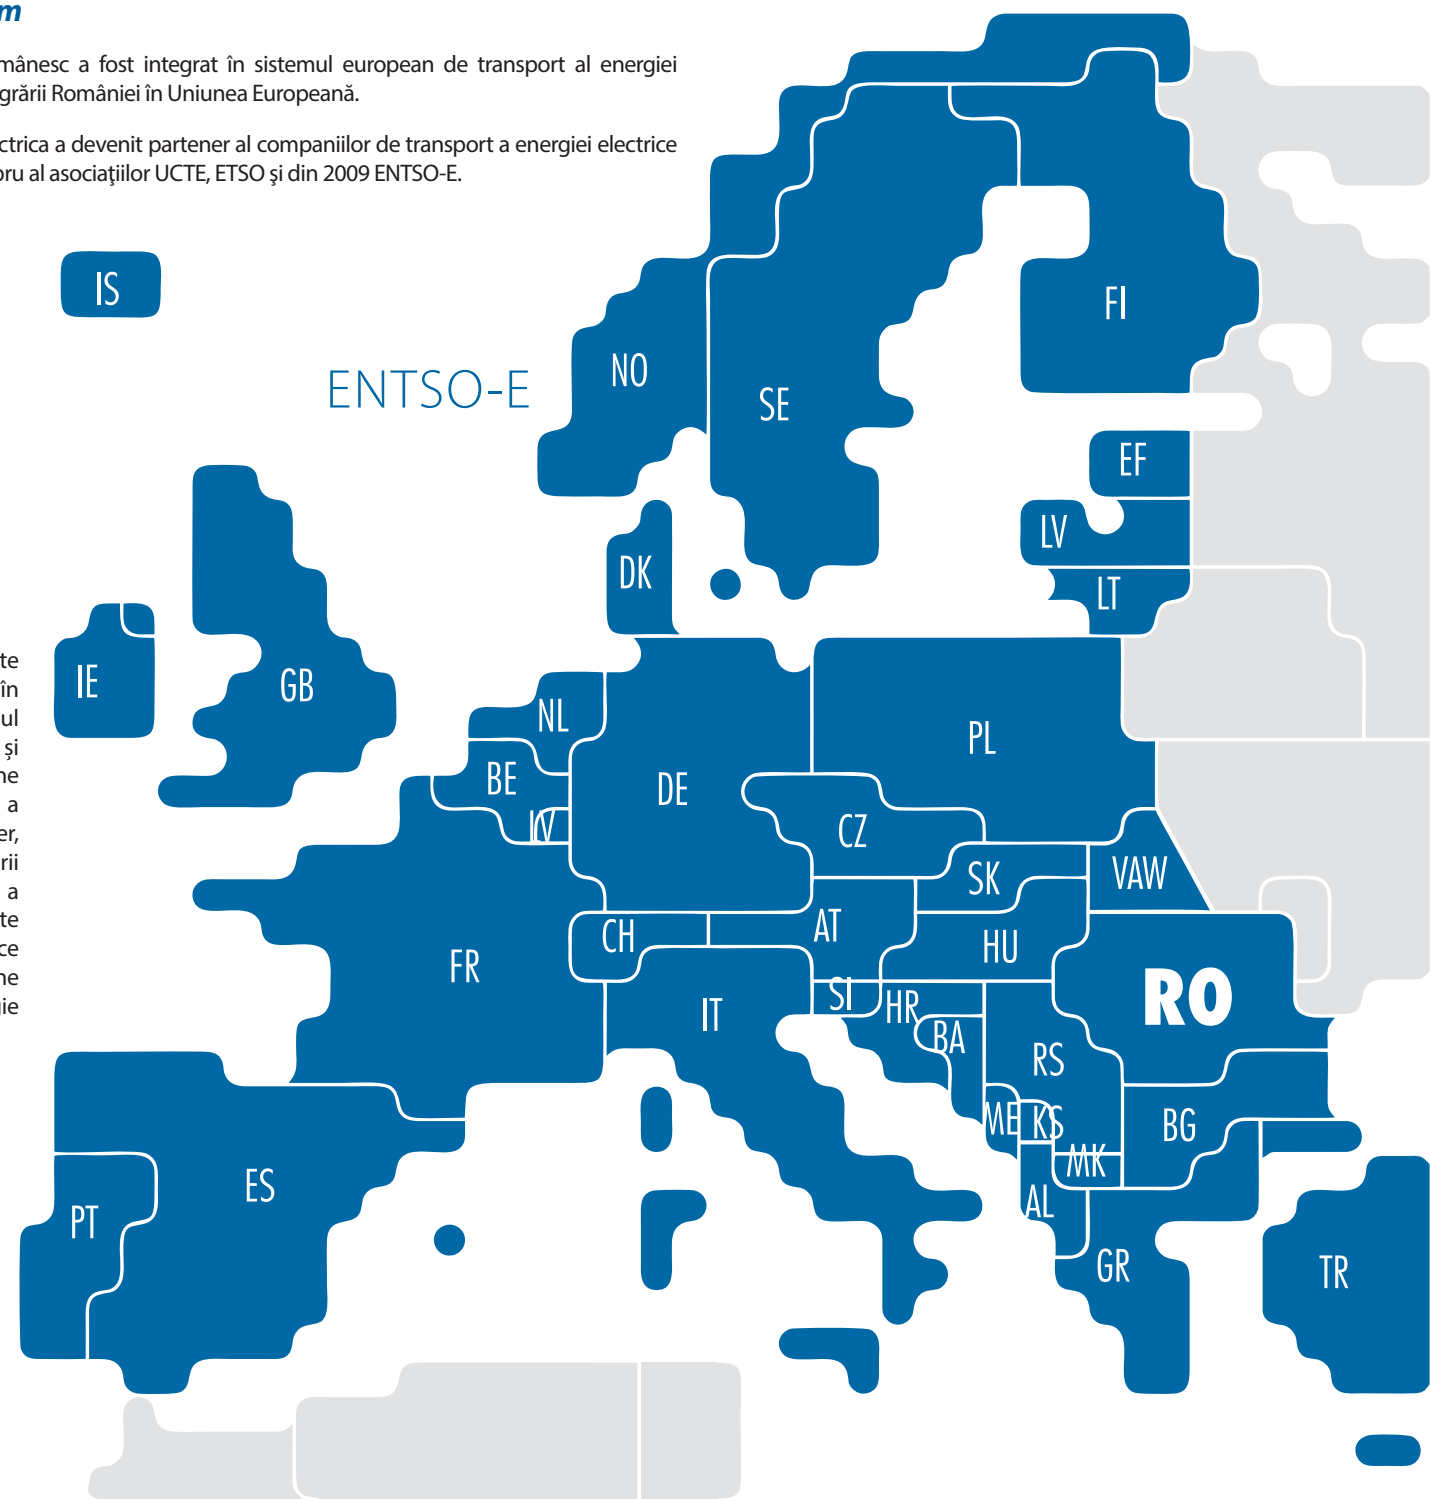 m
mânesc a fost integrat în sistemul european de transport al energiei
grării României în Uniunea Europeană.
ctrica a devenit partener al companiilor de transport a energiei electrice
bru al asociaţiilor UCTE, ETSO şi din 2009 ENTSO-E.
IS
FI
NO
ENTSO-E
SE
EF
LV
DK
LT
te
în
ul
și
ne
a
er,
rii
a
te
ce
ne
gie
IE
GB
NL
PL
BE
DE
LV
CZ
SK
VAW
CH
AT
HU
FR
RO
SI
HR
IT
BA
RS
ME
KS
BG
MK
ES
AL
PT
GR
TR